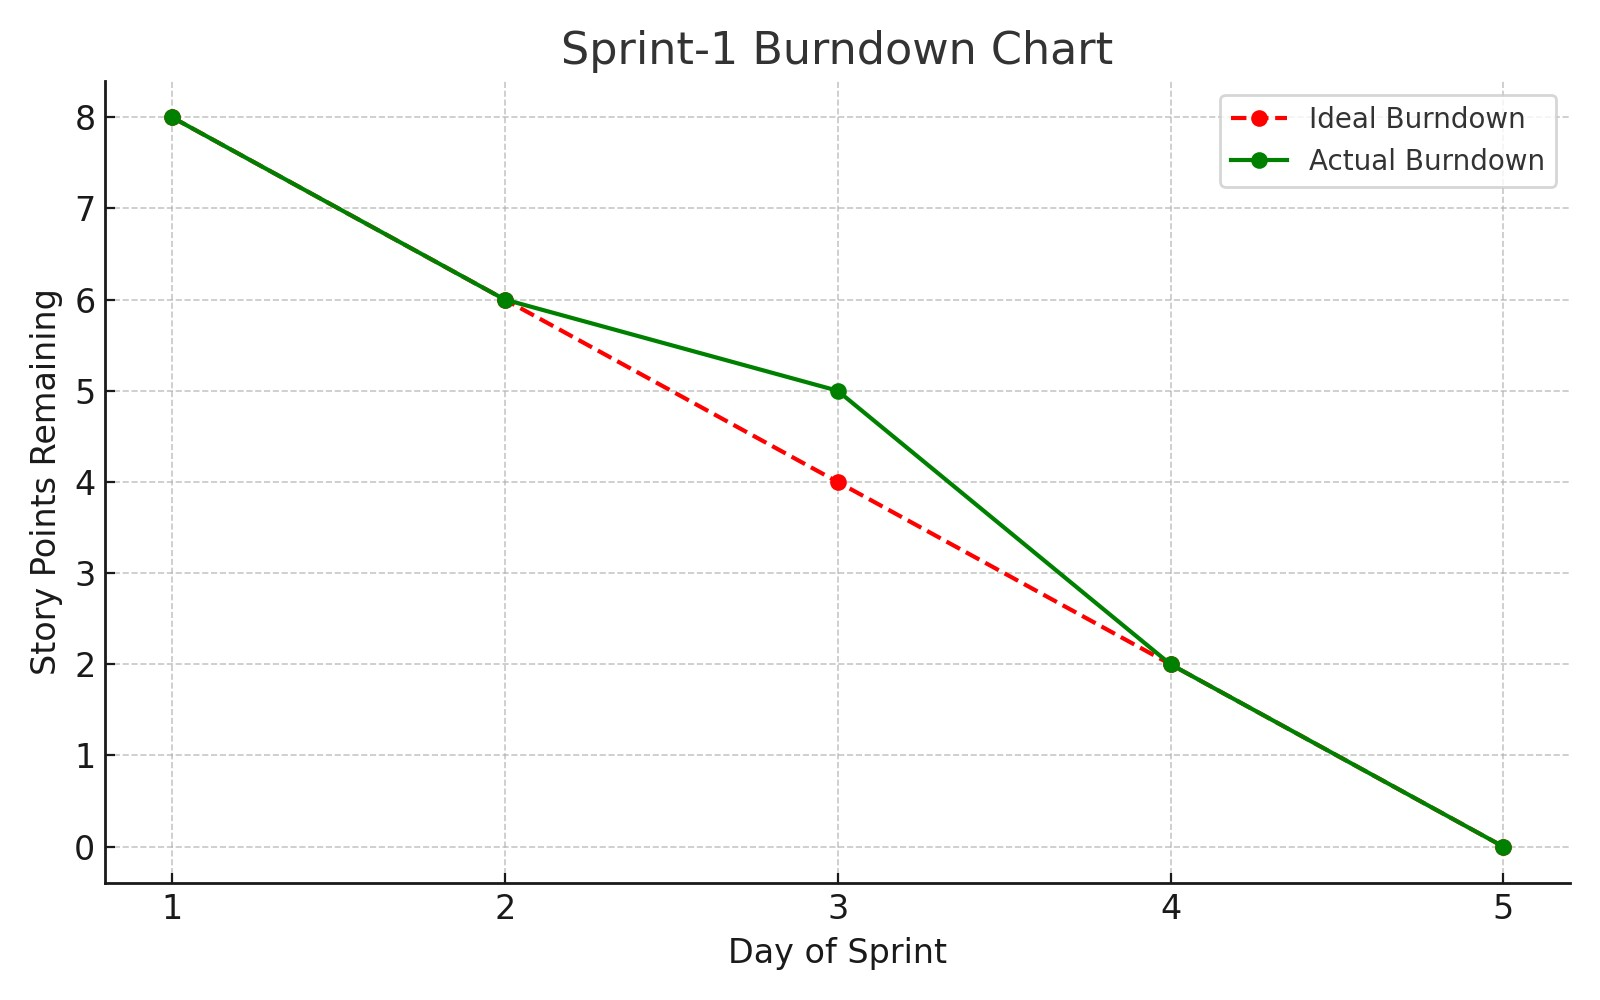 Sprint-1 Burndown Chart
Ideal Burndown
Actual Burndown
8
7
6
5
4
3
2
1
0
Story Points Remaining
1 2 3 4 5
Day of Sprint